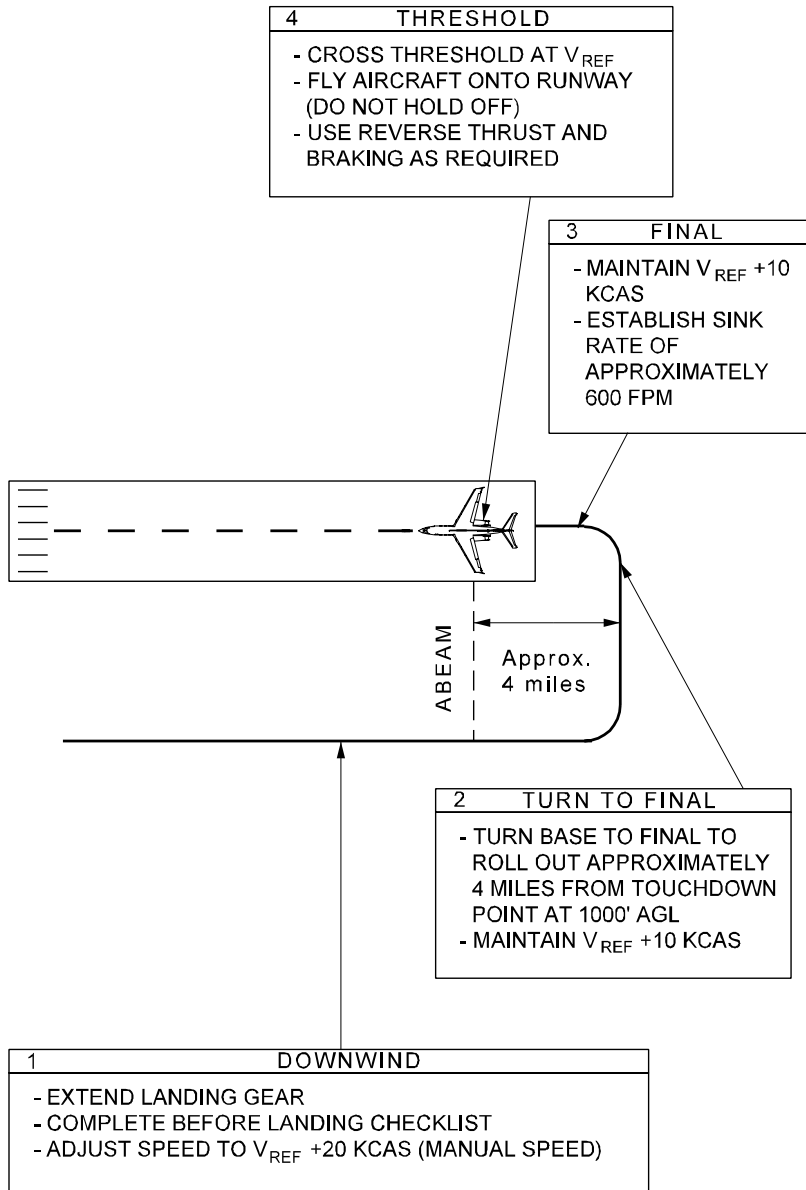 4 THRESHOLD
- CROSS THRESHOLD AT VREF
- FLY AIRCRAFT ONTO RUNWAY
(DO NOT HOLD OFF)
- USE REVERSE THRUST AND
BRAKING AS REQUIRED
3 FINAL
- MAINTAIN VREF +10
KCAS
- ESTABLISH SINK
RATE OF
APPROXIMATELY
600 FPM
ABEAM
Approx.
4 miles
2 TURN TO FINAL
- TURN BASE TO FINAL TO
ROLL OUT APPROXIMATELY
4 MILES FROM TOUCHDOWN
POINT AT 1000' AGL
- MAINTAIN VREF +10 KCAS
1 DOWNWIND
- EXTEND LANDING GEAR
- COMPLETE BEFORE LANDING CHECKLIST
- ADJUST SPEED TO VREF +20 KCAS (MANUAL SPEED)